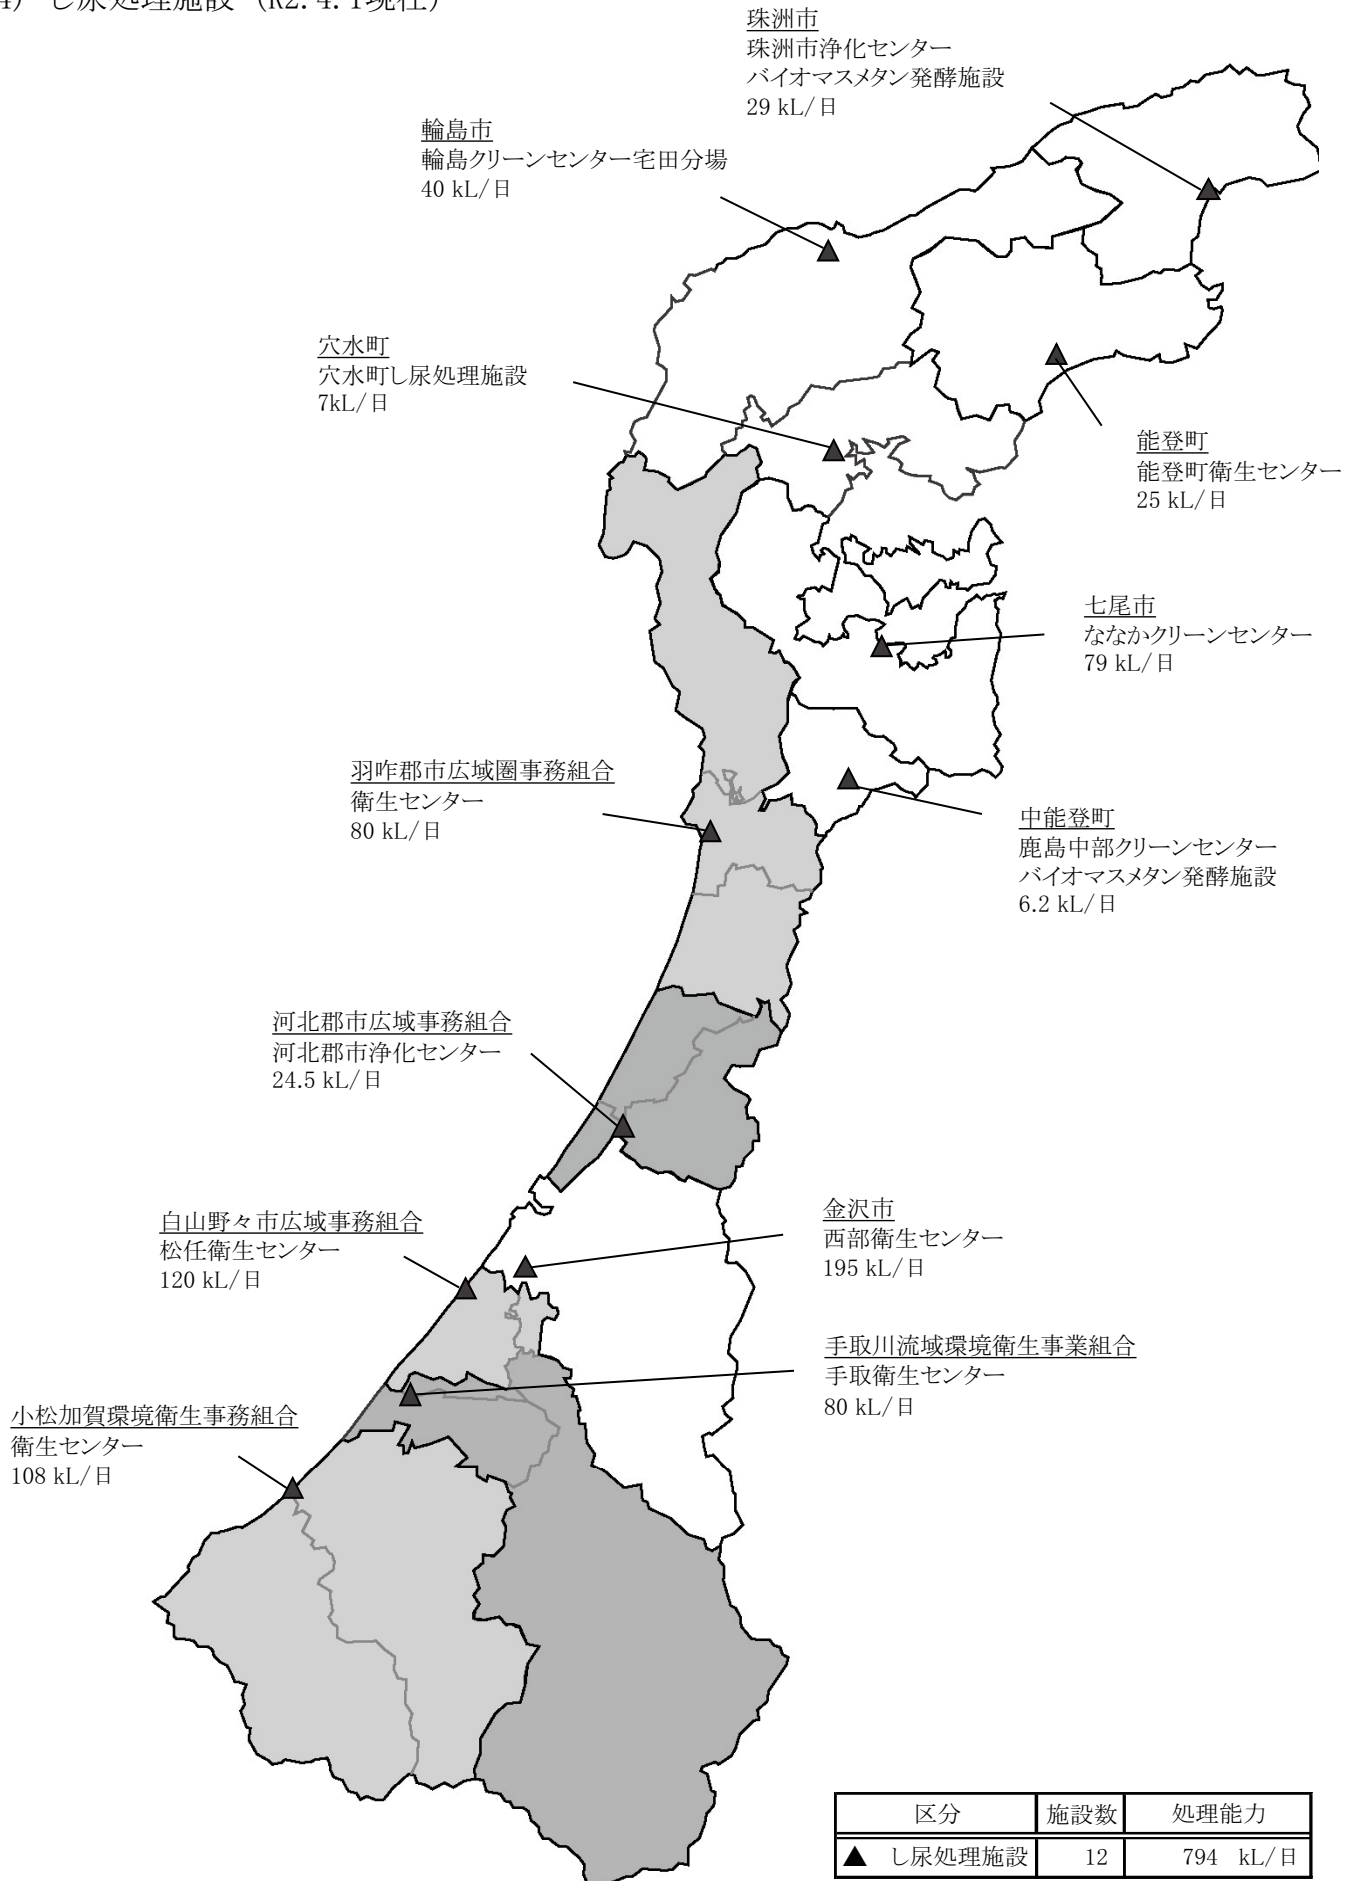 4) し尿処理施設 (R2.4.1現在)
珠洲市
珠洲市浄化センター
バイオマスメタン発酵施設
29 kL/日
輪島市
輪島クリーンセンター宅田分場
40 kL/日
穴水町
穴水町し尿処理施設
7kL/日
能登町
能登町衛生センター
25 kL/日
七尾市
ななかクリーンセンター
79 kL/日
羽咋郡市広域圏事務組合
衛生センター
80 kL/日
中能登町
鹿島中部クリーンセンター
バイオマスメタン発酵施設
6.2 kL/日
河北郡市広域事務組合
河北郡市浄化センター
24.5 kL/日
白山野々市広域事務組合
松任衛生センター
120 kL/日
金沢市
西部衛生センター
195 kL/日
手取川流域環境衛生事業組合
手取衛生センター
80 kL/日
小松加賀環境衛生事務組合
衛生センター
108 kL/日
区分 施設数 処理能力
▲ し尿処理施設 12 794 kL/日